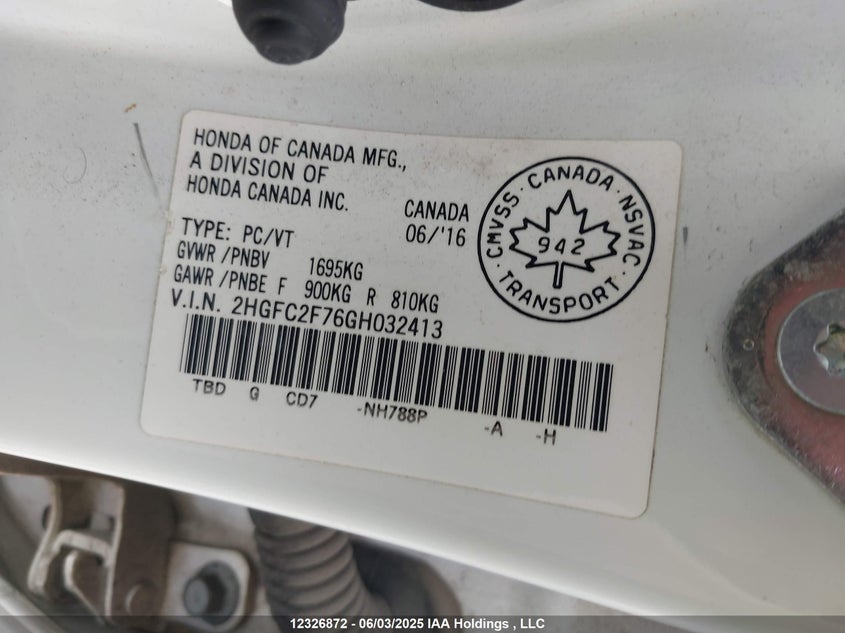 HONDA OF CANADA MFG.,
A DIVISION OF
HONDA CANADA INC.
CANADA
06/'16
TYPE: PC/VT
GVWR /PNBV 1695KG
GAWR /PNBE F 900KG R 810KG
V.I.N. 2HGFC2F76GH032413
TBD G CD7 -NH788P -A -H
CMVSS · CANADA · NSVAC · TRANSPORT ·
942
12326872 - 06/03/2025 IAA Holdings , LLC